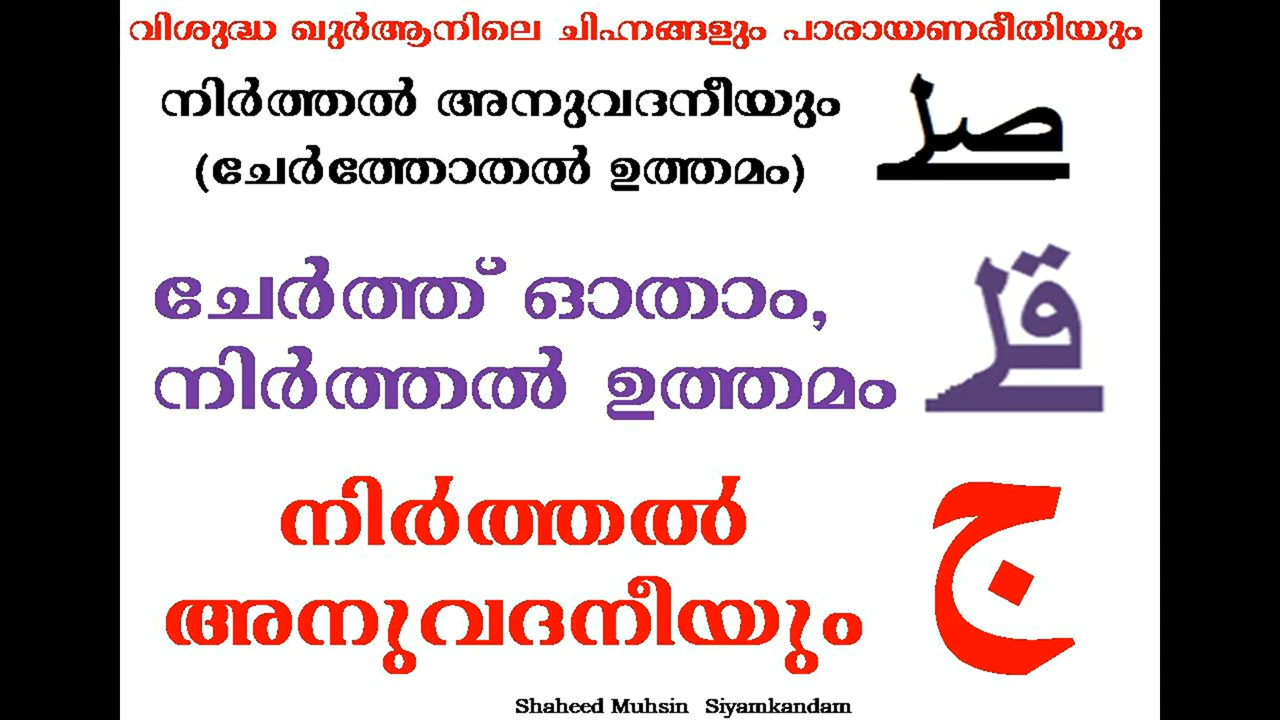 വിശുദ്ധ ഖുർആനിലെ ചിഹ്നങ്ങളും പാരായണരീതിയും
നിർത്തൽ അനുവദനീയും
(ചേർത്തോതൽ ഉത്തമം)
صلے
ചേർത്ത് ഓതാം,
നിർത്തൽ ഉത്തമം
قلے
നിർത്തൽ
അനുവദനീയും
ج
Shaheed Muhsin Siyamkandam